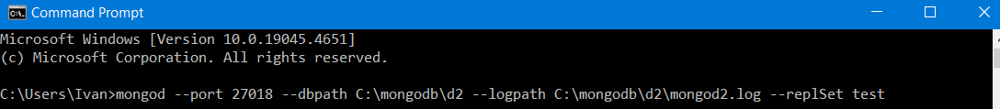 Command Prompt
Microsoft Windows [Version 10.0.19045.4651]
(c) Microsoft Corporation. All rights reserved.
C:\Users\Ivan>mongod --port 27018 --dbpath C:\mongodb\d2 --logpath C:\mongodb\d2\mongod2.log --replSet test